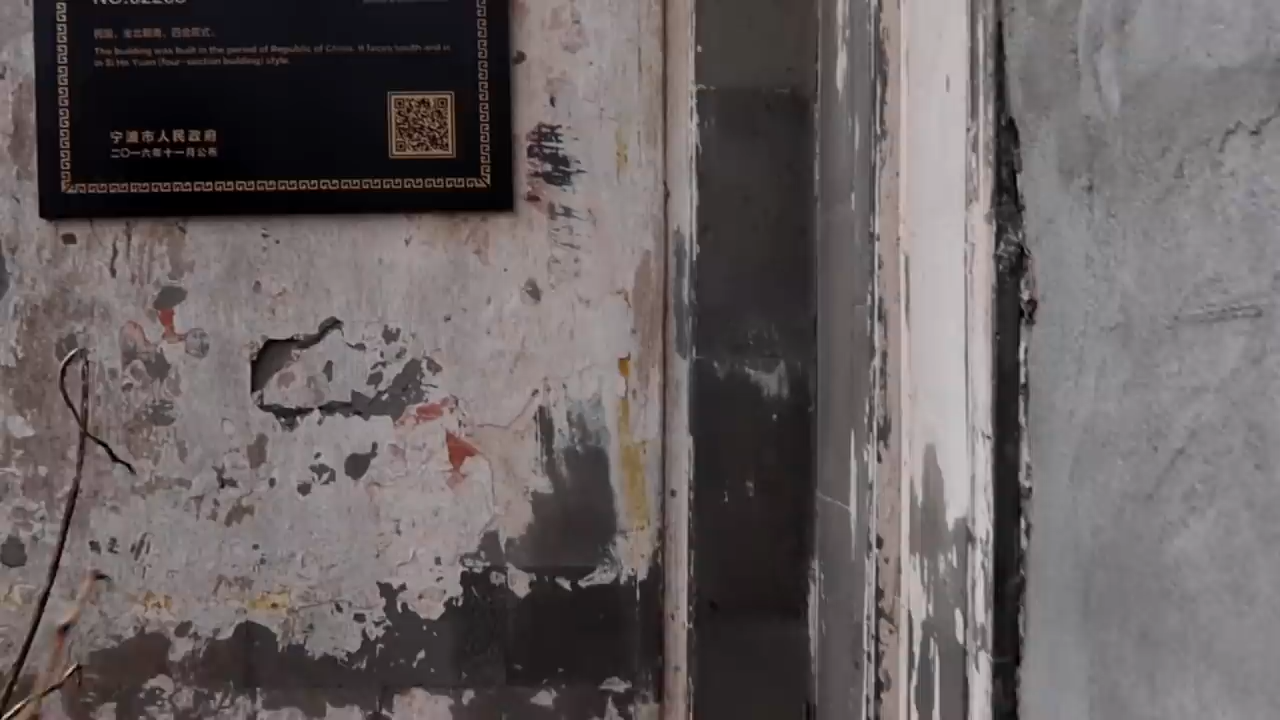 NO.02205
民国，坐北朝南，四合院式。
The building was built in the period of Republic of China. It faces south and is
in Si He Yuan (four-section building) style.
宁波市人民政府
二〇一六年十一月公布